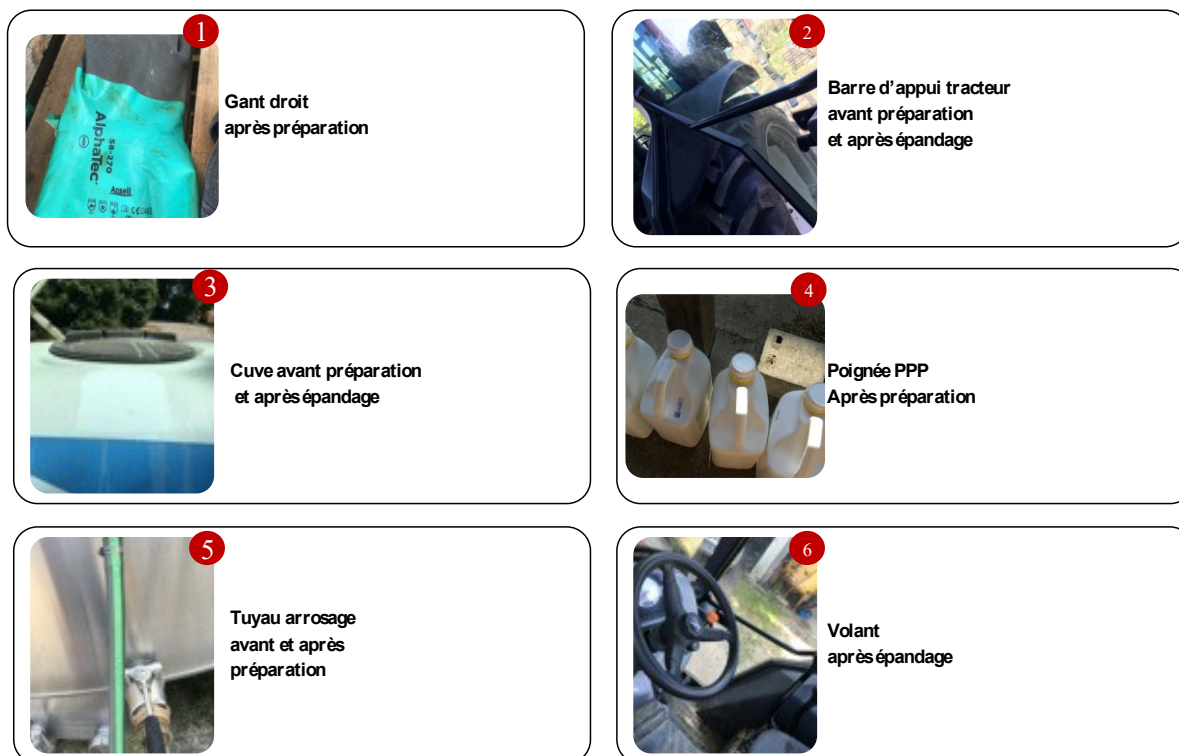 1
AlphaTec
58-270
Ansell
Gant droit
après préparation
2
Barre d'appui tracteur
avant préparation
et après épandage
3
Cuve avant préparation
et après épandage
4
Poignée PPP
Après préparation
5
Tuyau arrosage
avant et après
préparation
6
Volant
après épandage